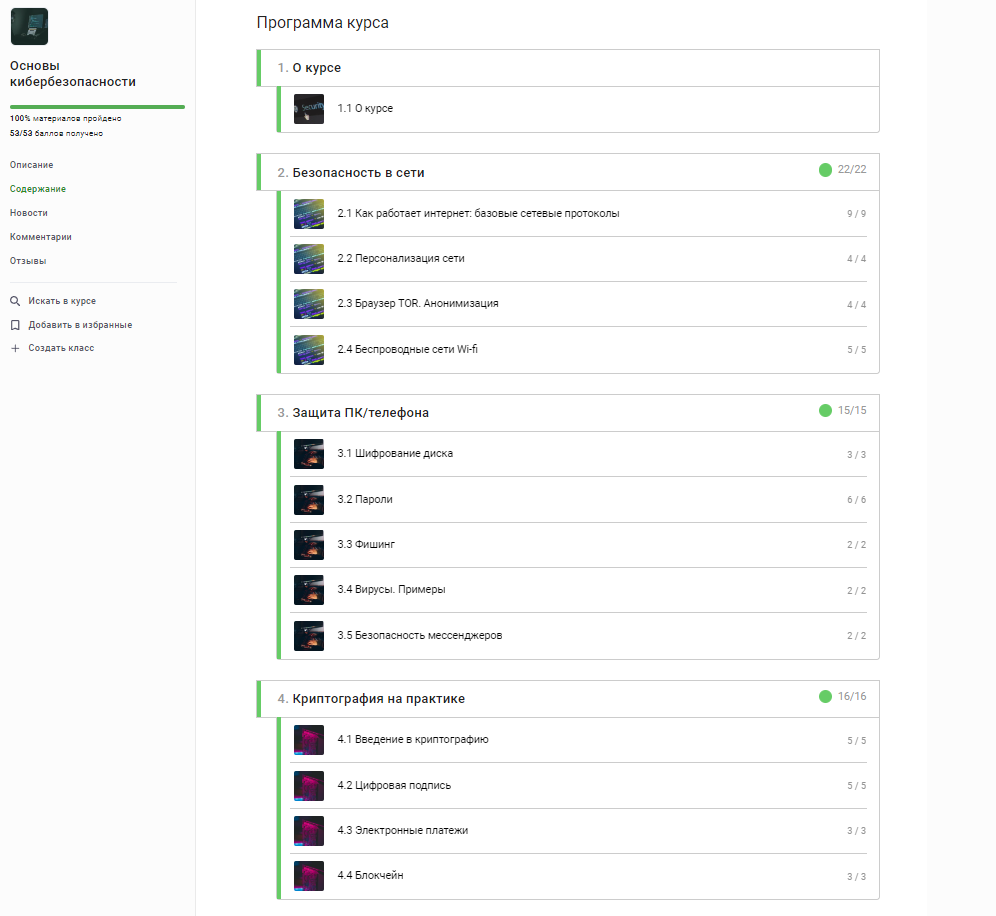 Основы
кибербезопасности
100% материалов пройдено
53/53 баллов получено
Описание
Содержание
Новости
Комментарии
Отзывы
Искать в курсе
Добавить в избранные
Создать класс
Программа курса
1. О курсе
1.1 О курсе
2. Безопасность в сети 22/22
2.1 Как работает интернет: базовые сетевые протоколы 9 / 9
2.2 Персонализация сети 4 / 4
2.3 Браузер TOR. Анонимизация 4 / 4
2.4 Беспроводные сети Wi-fi 5 / 5
3. Защита ПК/телефона 15/15
3.1 Шифрование диска 3 / 3
3.2 Пароли 6 / 6
3.3 Фишинг 2 / 2
3.4 Вирусы. Примеры 2 / 2
3.5 Безопасность мессенджеров 2 / 2
4. Криптография на практике 16/16
4.1 Введение в криптографию 5 / 5
4.2 Цифровая подпись 5 / 5
4.3 Электронные платежи 3 / 3
4.4 Блокчейн 3 / 3